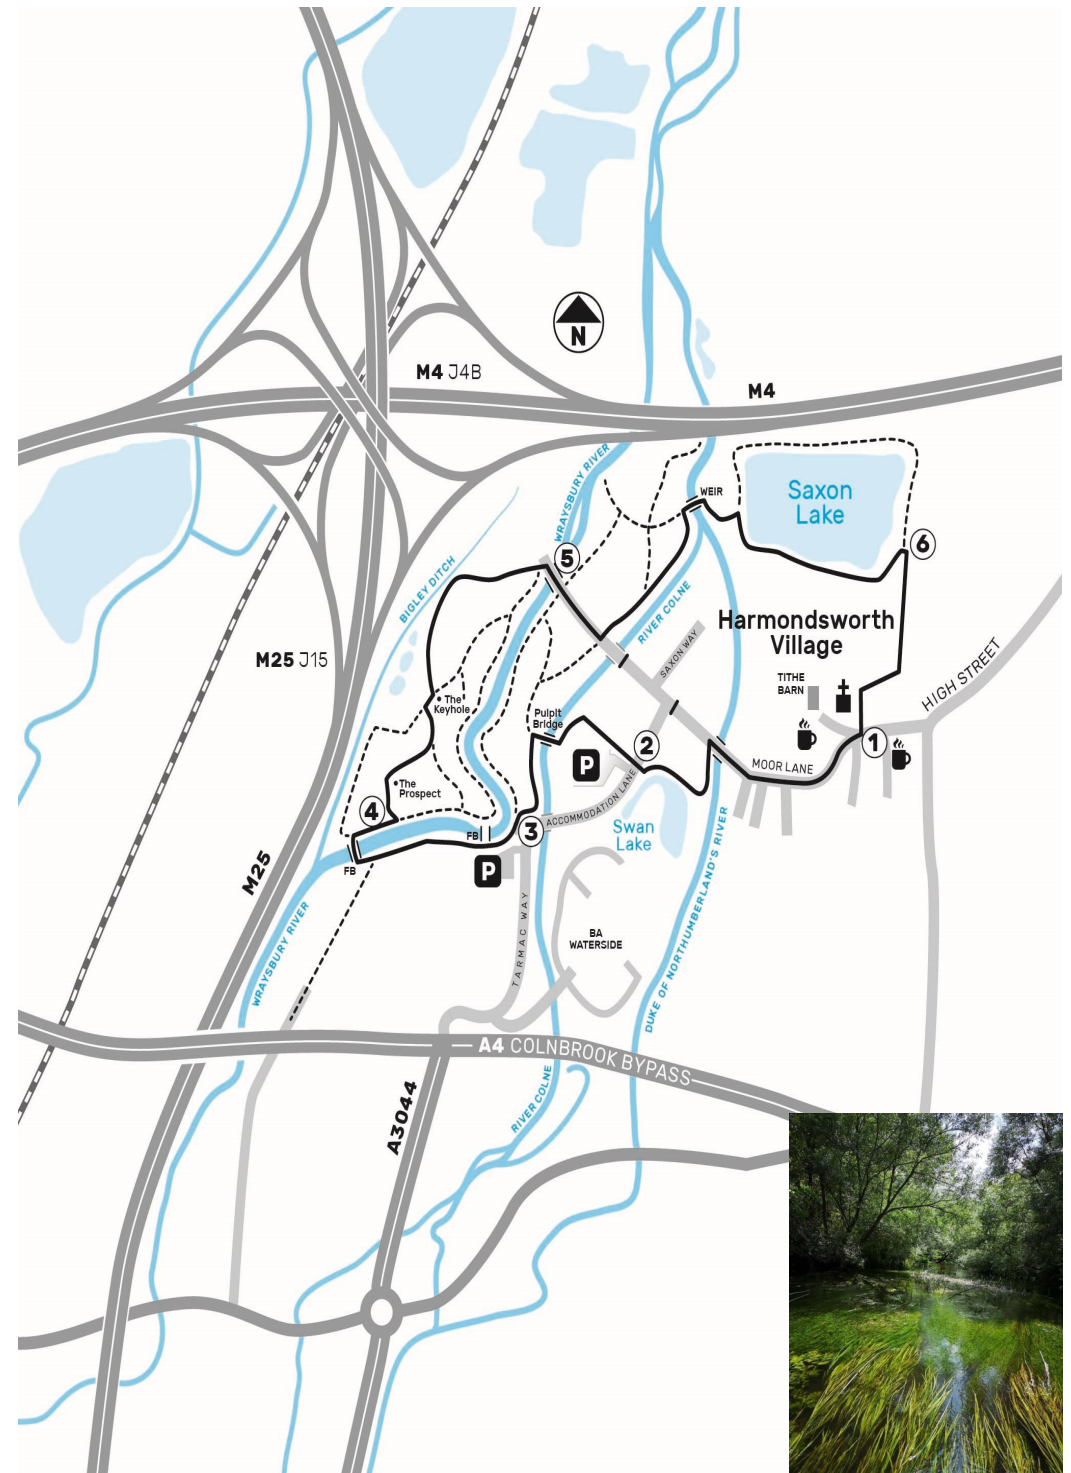 N
M4 J4B
M4
WRAYSBURY RIVER
WEIR
Saxon
Lake
5
6
BIGLEY DITCH
RIVER COLNE
Harmondsworth
Village
M25 J15
SAXON WAY
TITHE
BARN
HIGH STREET
The
Keyhole
Pulpit
Bridge
2
1
P
MOOR LANE
The
Prospect
ACCOMMODATION LANE
4
3
FB
Swan
Lake
FB
P
M25
TARMAC WAY
BA
WATERSIDE
WRAYSBURY RIVER
DUKE OF NORTHUMBERLAND'S RIVER
A4 COLNBROOK BYPASS
A3044
RIVER COLNE